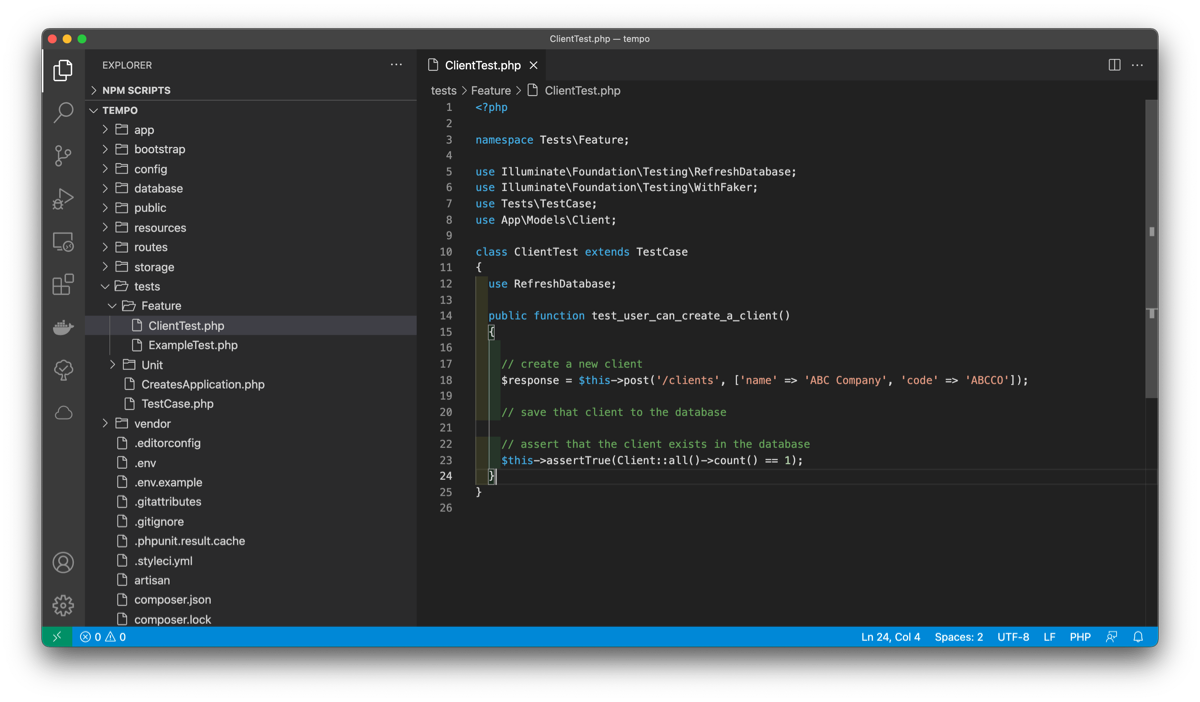 ClientTest.php — tempo
EXPLORER
NPM SCRIPTS
TEMPO
app
bootstrap
config
database
public
resources
routes
storage
tests
Feature
ClientTest.php
ExampleTest.php
Unit
CreatesApplication.php
TestCase.php
vendor
.editorconfig
.env
.env.example
.gitattributes
.gitignore
.phpunit.result.cache
.styleci.yml
artisan
composer.json
composer.lock
ClientTest.php
tests > Feature > ClientTest.php
1 <?php
2
3 namespace Tests\Feature;
4
5 use Illuminate\Foundation\Testing\RefreshDatabase;
6 use Illuminate\Foundation\Testing\WithFaker;
7 use Tests\TestCase;
8 use App\Models\Client;
9
10 class ClientTest extends TestCase
11 {
12 use RefreshDatabase;
13
14 public function test_user_can_create_a_client()
15 {
16
17 // create a new client
18 $response = $this->post('/clients', ['name' => 'ABC Company', 'code' => 'ABCCO']);
19
20 // save that client to the database
21
22 // assert that the client exists in the database
23 $this->assertTrue(Client::all()->count() == 1);
24 }
25 }
26
0 0 Ln 24, Col 4 Spaces: 2 UTF-8 LF PHP